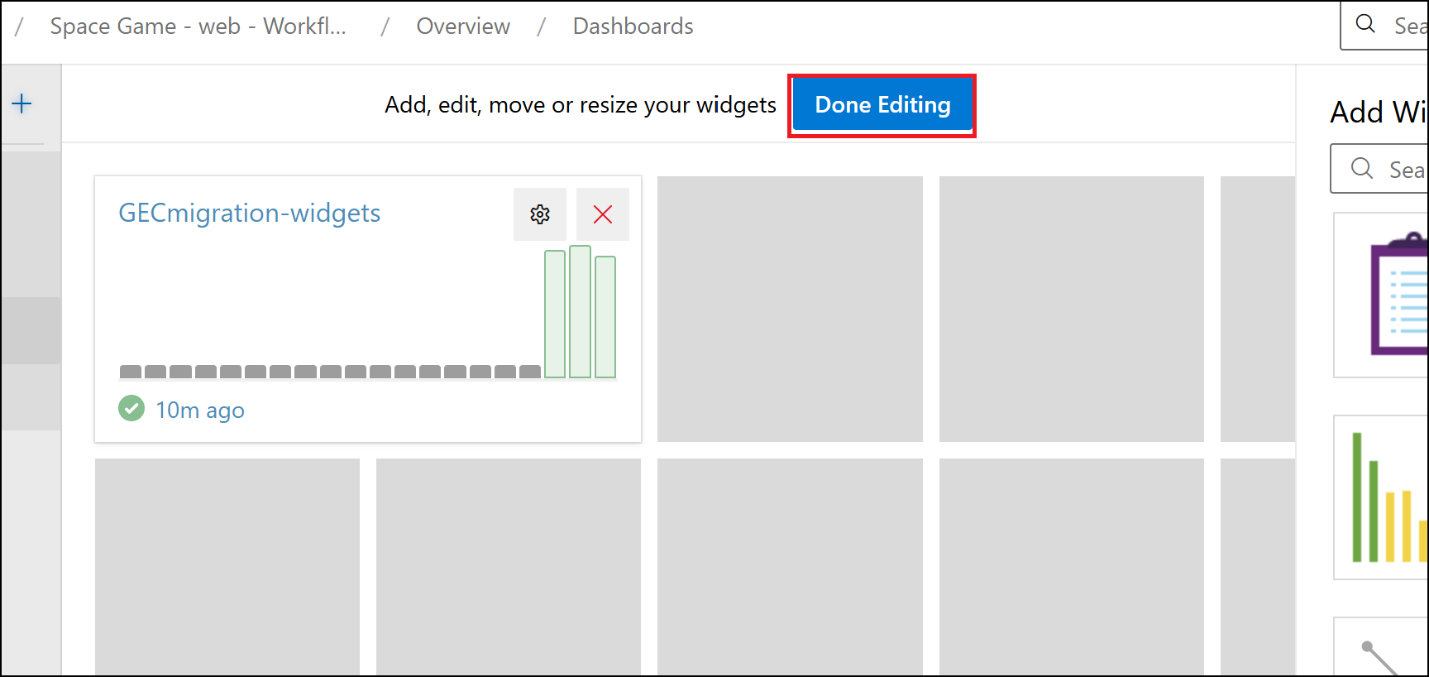 / Space Game - web - Workfl... / Overview / Dashboards
Sea
Add, edit, move or resize your widgets
Done Editing
Add Wi
Sea
GECmigration-widgets
10m ago